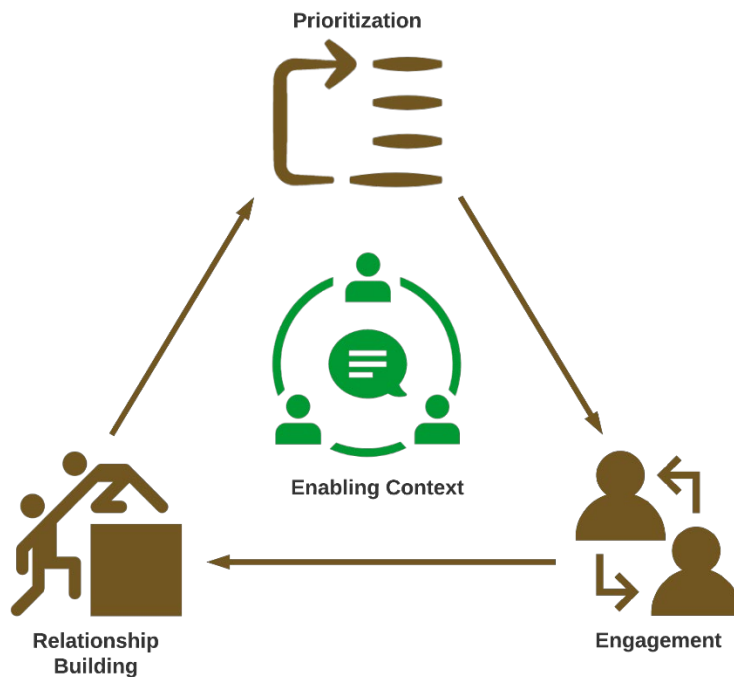 Prioritization
Enabling Context
Relationship
Building
Engagement